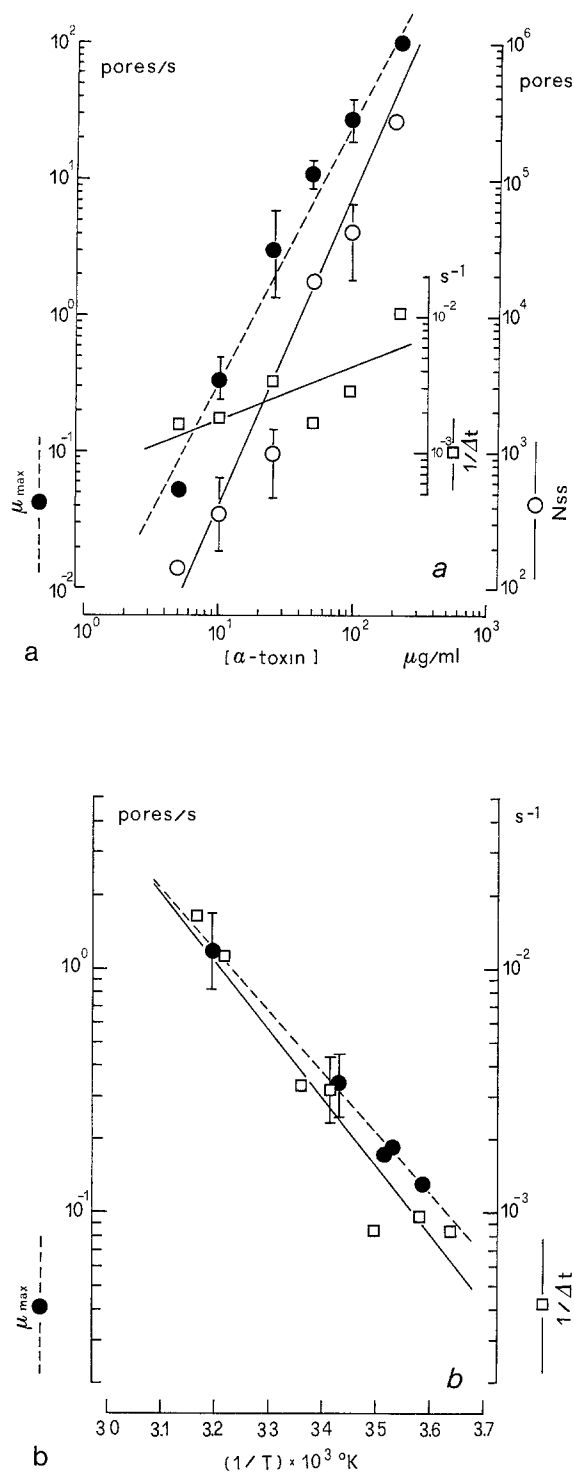 10² 10⁶
pores/s pores
10¹ 10⁵
s⁻¹
10⁰ 10⁻² 10⁴
10⁻¹ 10⁻³ 10³
μmax 1/Δt Nss
10⁻² a 10²
10⁰ 10¹ 10² 10³
a [α-toxin] μg/ml
pores/s s⁻¹
10⁰ 10⁻²
10⁻¹ 10⁻³
μmax 1/Δt
b
3.0 3.1 3.2 3.3 3.4 3.5 3.6 3.7
b (1/T) · 10³ °K